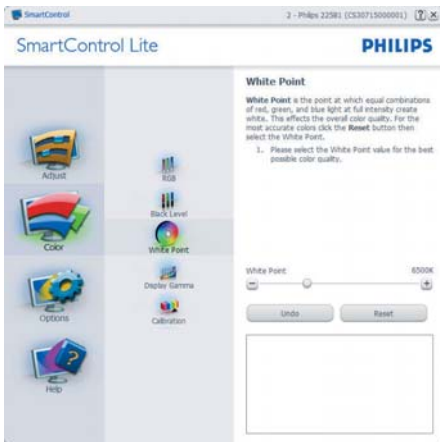 SmartControl
2 - Philips 225B1 (CS30715000001)
SmartControl Lite
PHILIPS
Adjust
Color
Options
Help
RGB
Black Level
White Point
Display Gamma
Calibration
White Point
White Point is the point at which equal combinations
of red, green, and blue light at full intensity create
white. This effects the overall color quality. For the
most accurate colors click the Reset button then
select the White Point.
1. Please select the White Point value for the best
possible color quality.
White Point 6500K
Undo
Reset